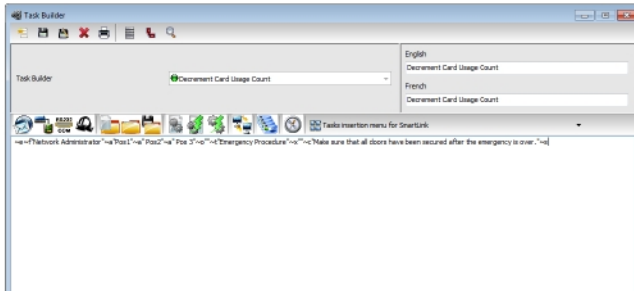 Task Builder
English
Decrement Card Usage Count
Task Builder
Decrement Card Usage Count
French
Decrement Card Usage Count
RS232
COM
Tasks insertion menu for SmartLink
~e~f"Network Administrator"~a"Pos1"~a" Pos2"~a" Pos 3"~o""~t"Emergency Procedure"~x""~c"Make sure that all doors have been secured after the emergency is over."~s